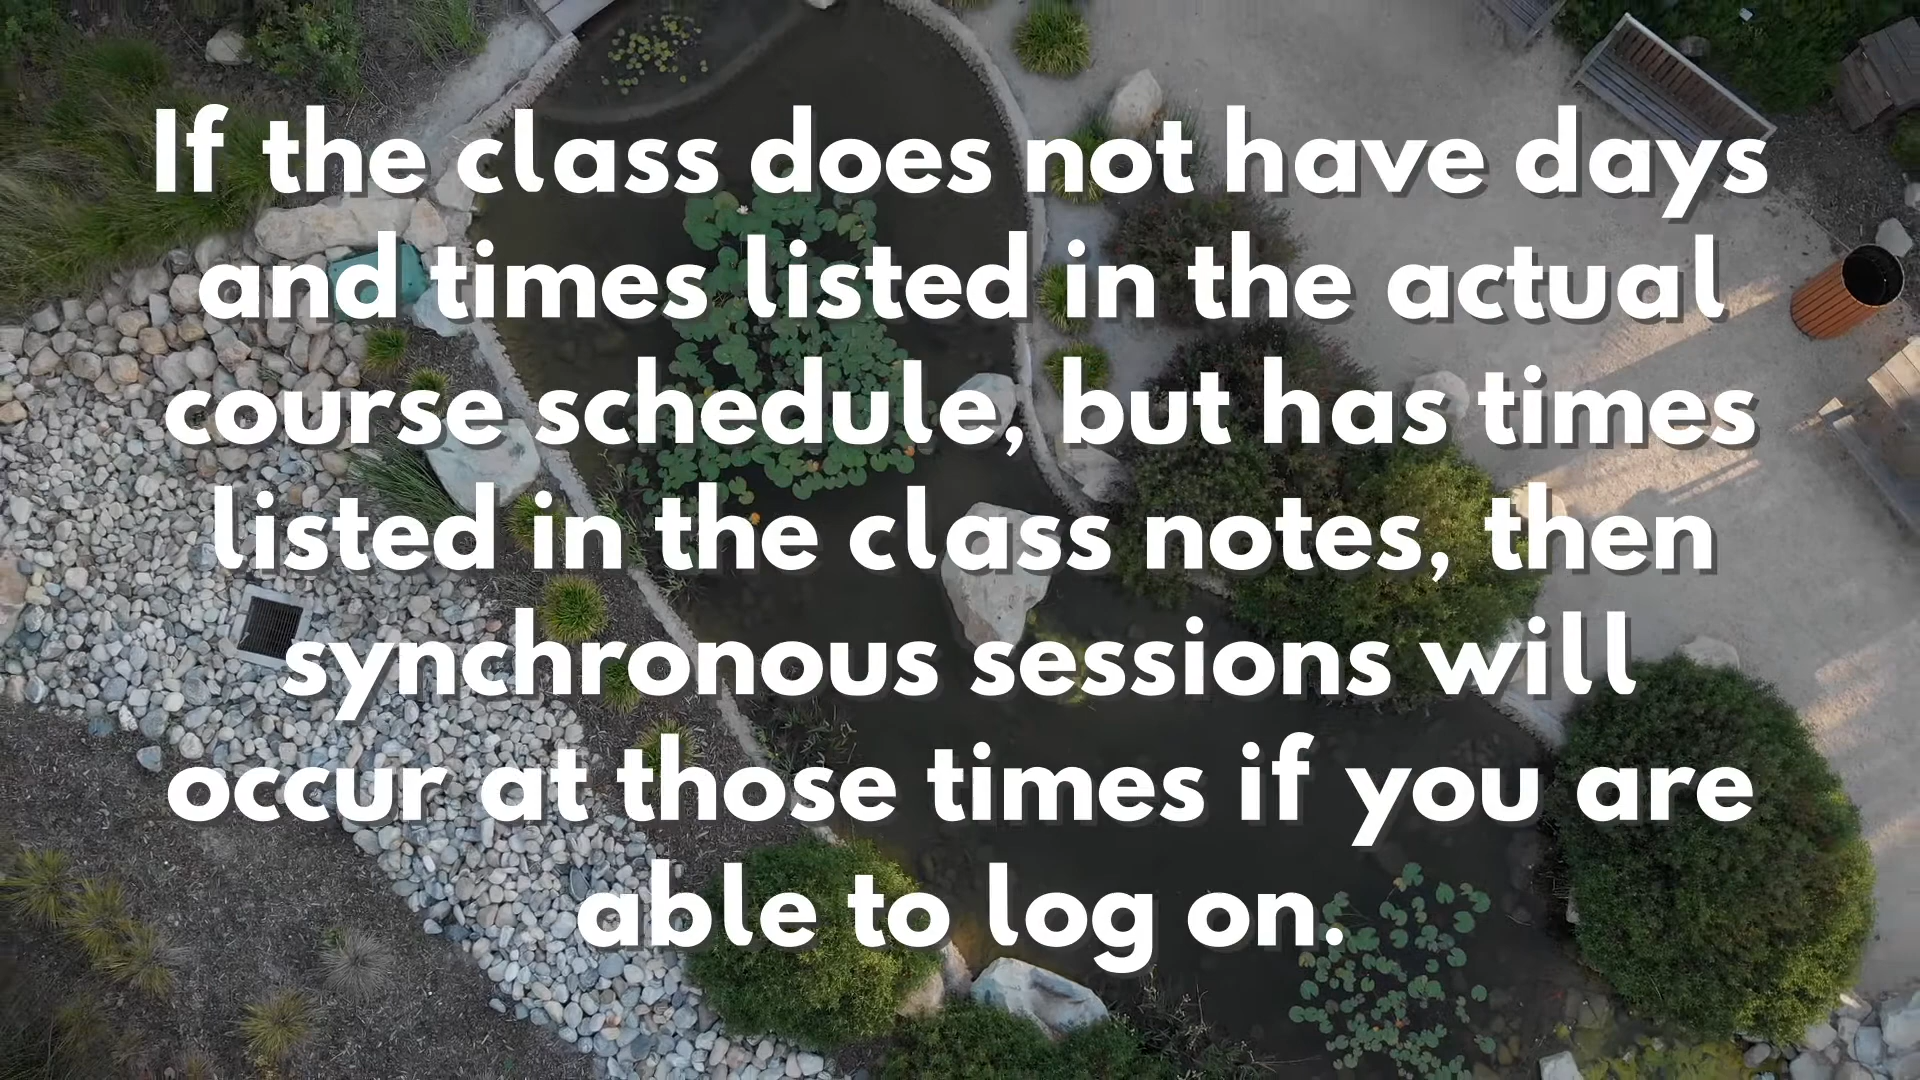 If the class does not have days
and times listed in the actual
course schedule, but has times
listed in the class notes, then
synchronous sessions will
occur at those times if you are
able to log on.